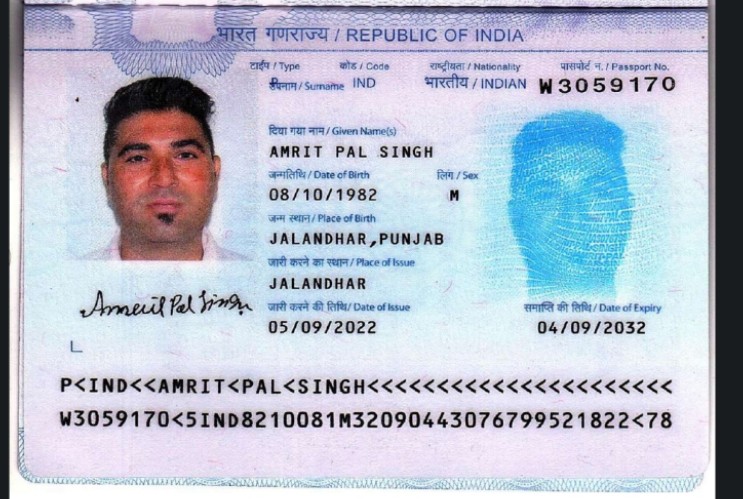 भारत गणराज्य / REPUBLIC OF INDIA
टाईप / Type कोड / Code राष्ट्रीयता / Nationality पासपोर्ट न. / Passport No.
P IND भारतीय / INDIAN W3059170
उपनाम / Surname
दिया गया नाम / Given Name(s)
AMRIT PAL SINGH
जन्मतिथि / Date of Birth लिंग / Sex
08/10/1982 M
जन्म स्थान / Place of Birth
JALANDHAR,PUNJAB
जारी करने का स्थान / Place of Issue
JALANDHAR
Amrit Pal Singh
जारी करने की तिथि / Date of Issue समाप्ति की तिथि / Date of Expiry
05/09/2022 04/09/2032
P<IND<<AMRIT<PAL<SINGH<<<<<<<<<<<<<<<<<<<<<<
W3059170<5IND8210081M3209044307679952​1822<78